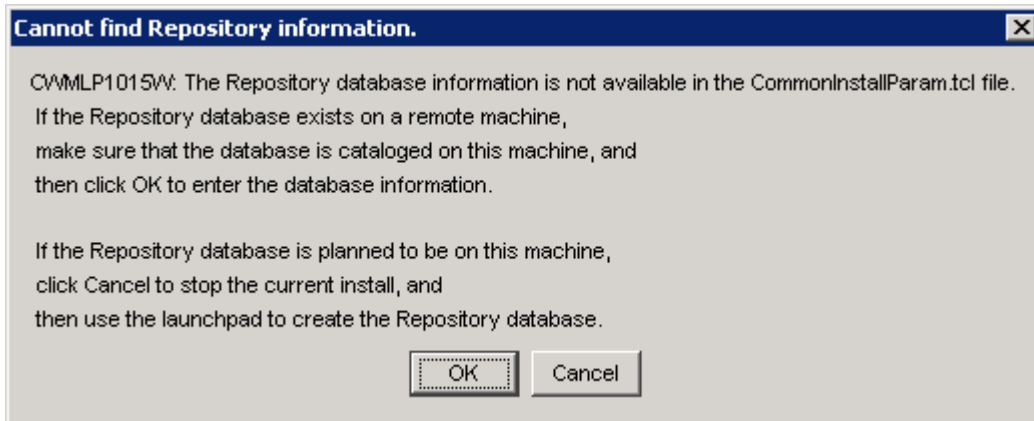 Cannot find Repository information.
CWMLP1015W: The Repository database information is not available in the CommonInstallParam.tcl file.
If the Repository database exists on a remote machine,
make sure that the database is cataloged on this machine, and
then click OK to enter the database information.
If the Repository database is planned to be on this machine,
click Cancel to stop the current install, and
then use the launchpad to create the Repository database.
OK Cancel